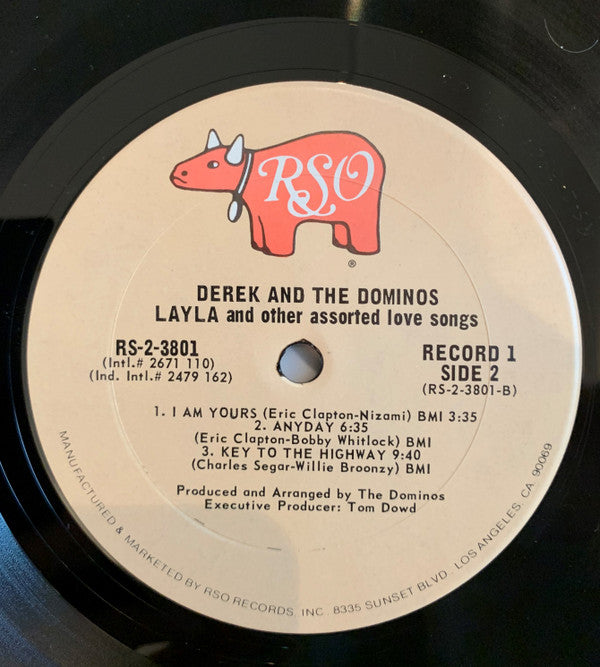 RSO
®
DEREK AND THE DOMINOS
LAYLA and other assorted love songs
RS-2-3801
(Intl.# 2671 110)
(Ind. Intl.# 2479 162)
RECORD 1
SIDE 2
(RS-2-3801-B)
1. I AM YOURS (Eric Clapton-Nizami) BMI 3:35
2. ANYDAY 6:35
(Eric Clapton-Bobby Whitlock) BMI
3. KEY TO THE HIGHWAY 9:40
(Charles Segar-Willie Broonzy) BMI
Produced and Arranged by The Dominos
Executive Producer: Tom Dowd
MANUFACTURED & MARKETED BY RSO RECORDS, INC., 8335 SUNSET BLVD., LOS ANGELES, CA 90069